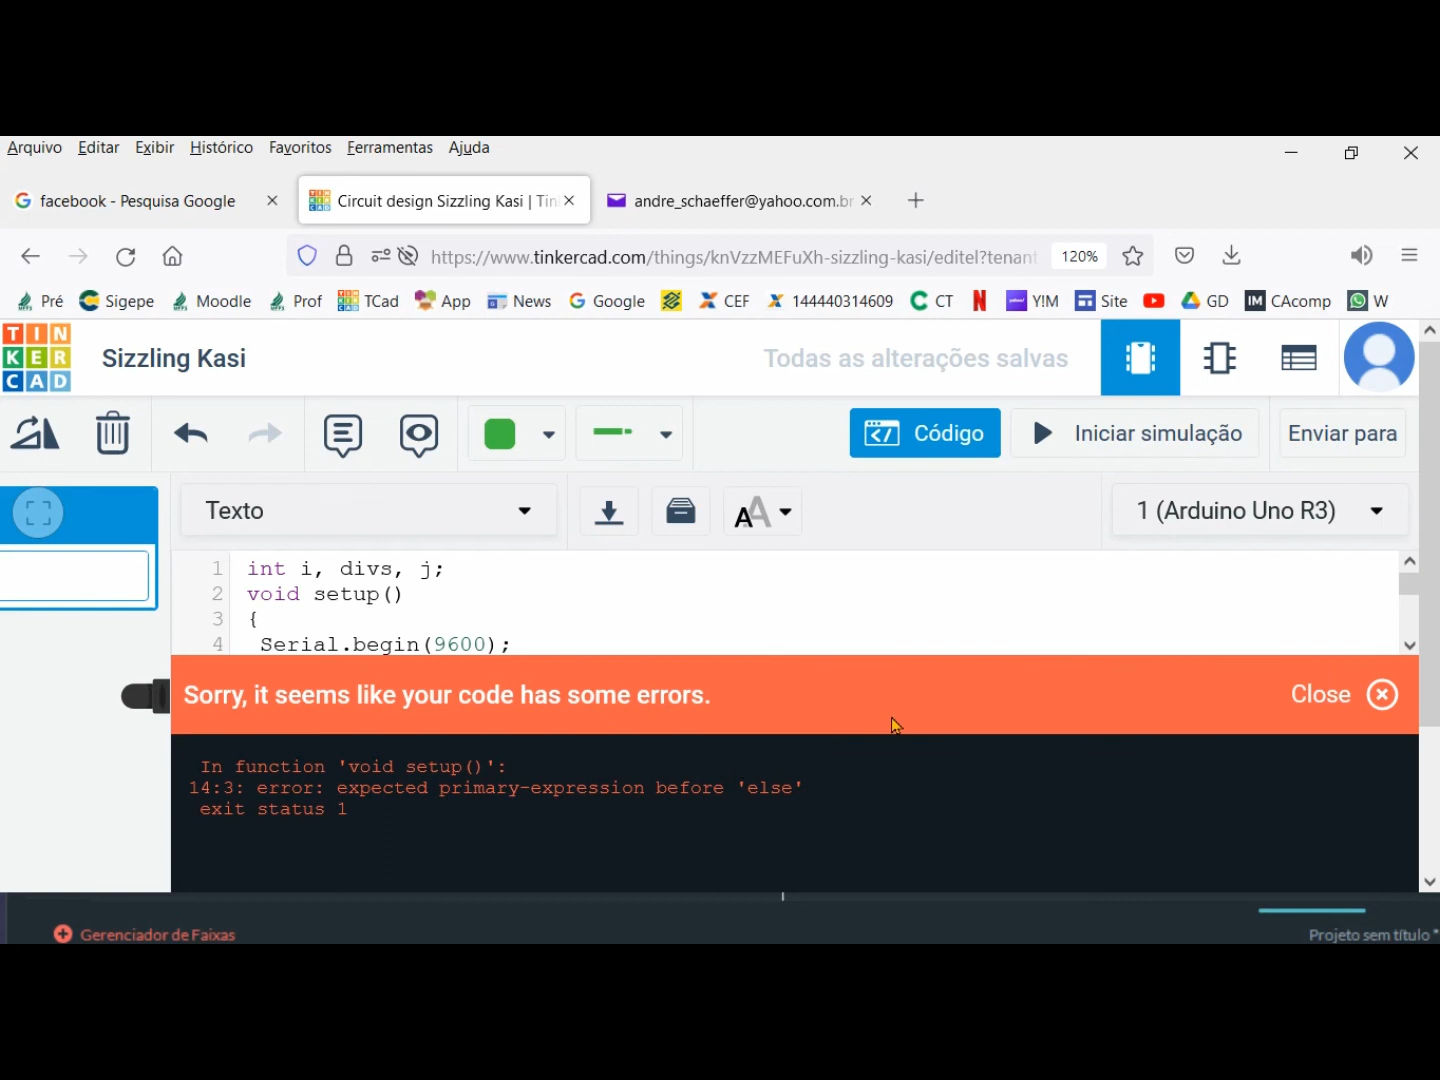 Arquivo Editar Exibir Histórico Favoritos Ferramentas Ajuda
facebook - Pesquisa Google Circuit design Sizzling Kasi | Tin andre_schaeffer@yahoo.com.br
https://www.tinkercad.com/things/knVzzMEFuXh-sizzling-kasi/editel?tenant 120%
Pré Sigepe Moodle Prof TCad App News Google CEF 144440314609 CT Y!M Site GD IM CAcomp W
TINKERCAD Sizzling Kasi Todas as alterações salvas
Código Iniciar simulação Enviar para
Texto AA 1 (Arduino Uno R3)
1 int i, divs, j;
2 void setup()
3 {
4 Serial.begin(9600);
Sorry, it seems like your code has some errors. Close
In function 'void setup()':
14:3: error: expected primary-expression before 'else'
exit status 1
Gerenciador de Faixas Projeto sem título *